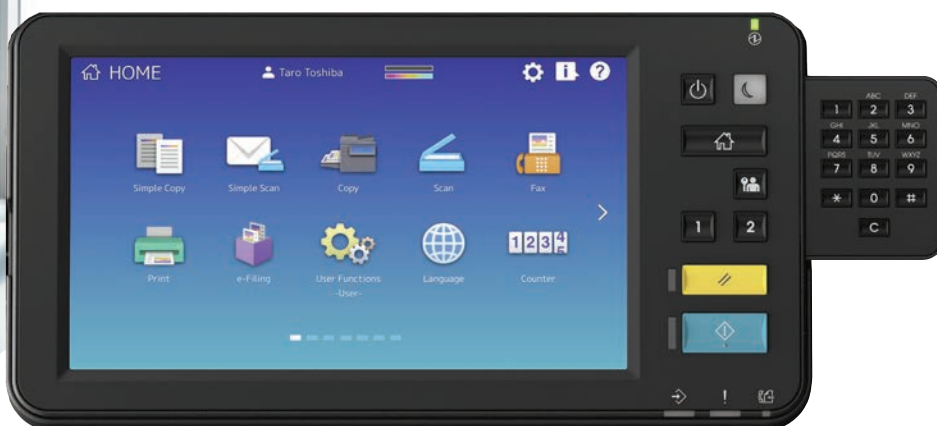 HOME
Taro Toshiba
i
?
Simple Copy
Simple Scan
Copy
Scan
Fax
Print
e-Filing
User Functions
-User-
Language
Counter
1 2
!
ABC DEF
1 2 3
GHI JKL MNO
4 5 6
PQRS TUV WXYZ
7 8 9
* 0 #
C